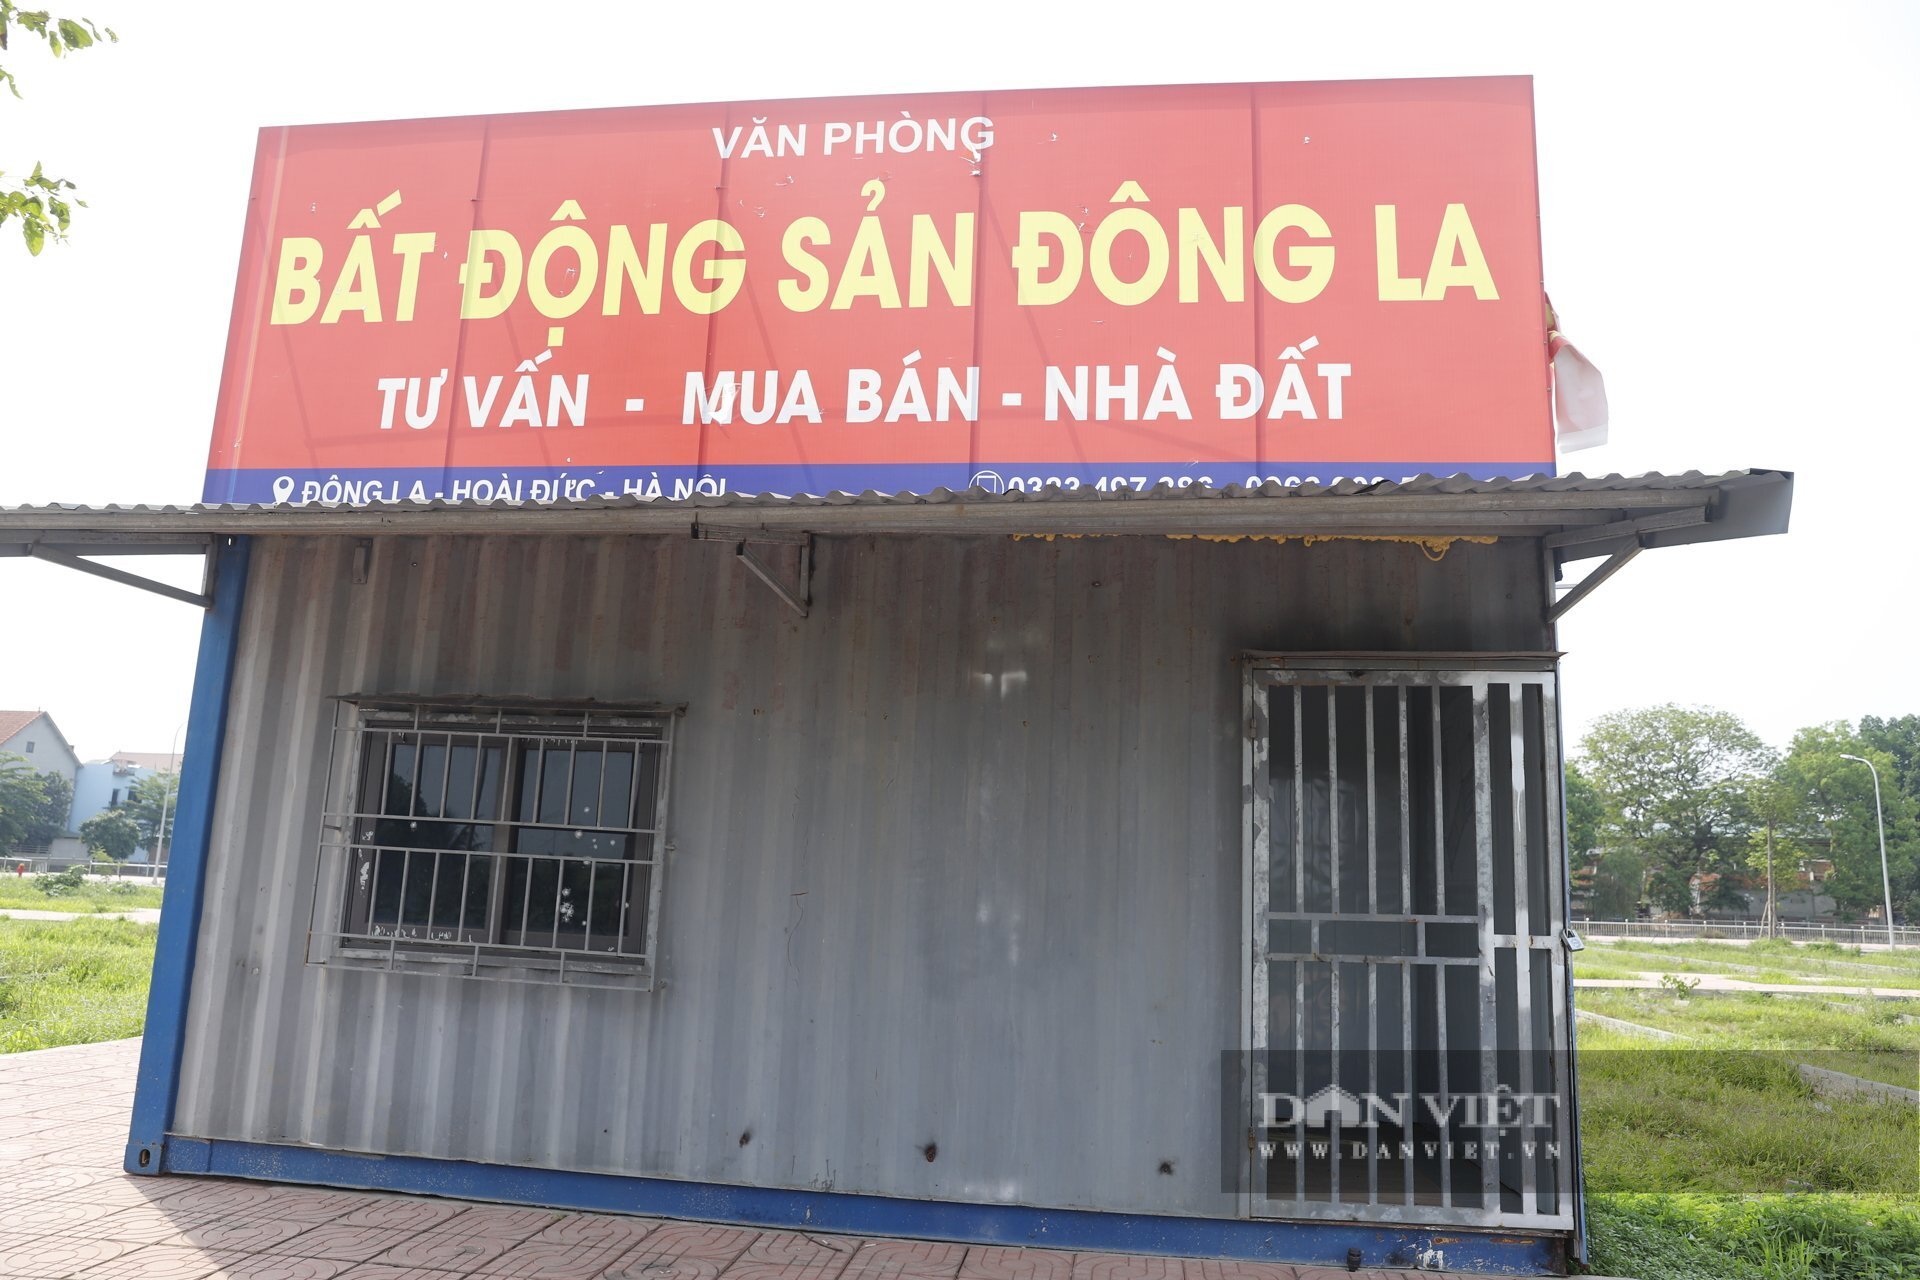 VĂN PHÒNG
BẤT ĐỘNG SẢN ĐÔNG LA
TƯ VẤN - MUA BÁN - NHÀ ĐẤT
ĐÔNG LA - HOÀI ĐỨC - HÀ NỘI
DÂN VIỆT
WWW.DANVIET.VN